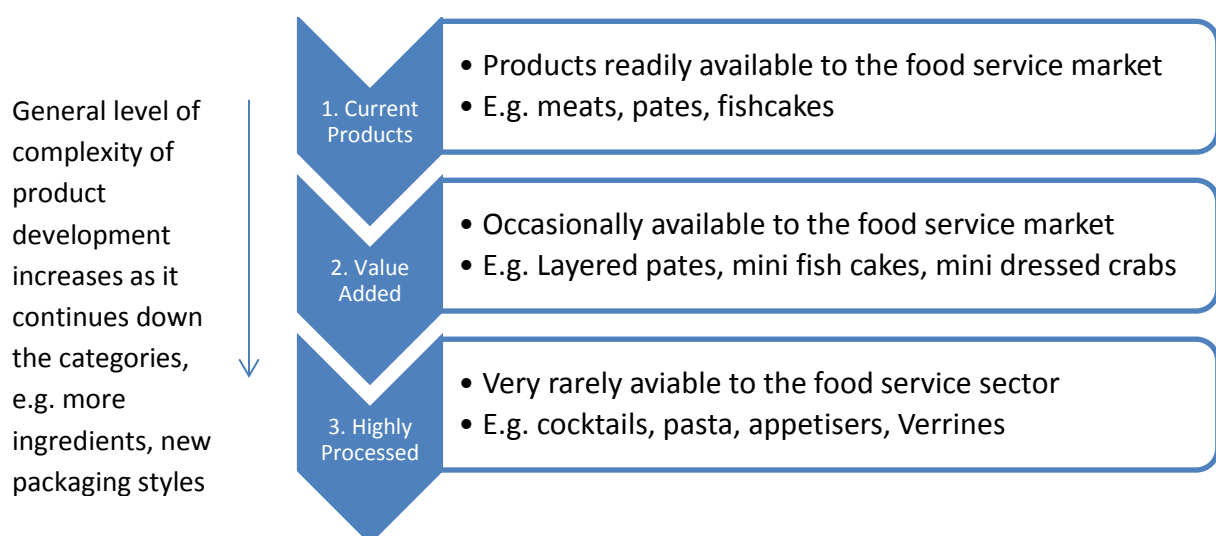 General level of
complexity of
product
development
increases as it
continues down
the categories,
e.g. more
ingredients, new
packaging styles
1. Current
Products
• Products readily available to the food service market
• E.g. meats, pates, fishcakes
2. Value
Added
• Occasionally available to the food service market
• E.g. Layered pates, mini fish cakes, mini dressed crabs
3. Highly
Processed
• Very rarely aviable to the food service sector
• E.g. cocktails, pasta, appetisers, Verrines